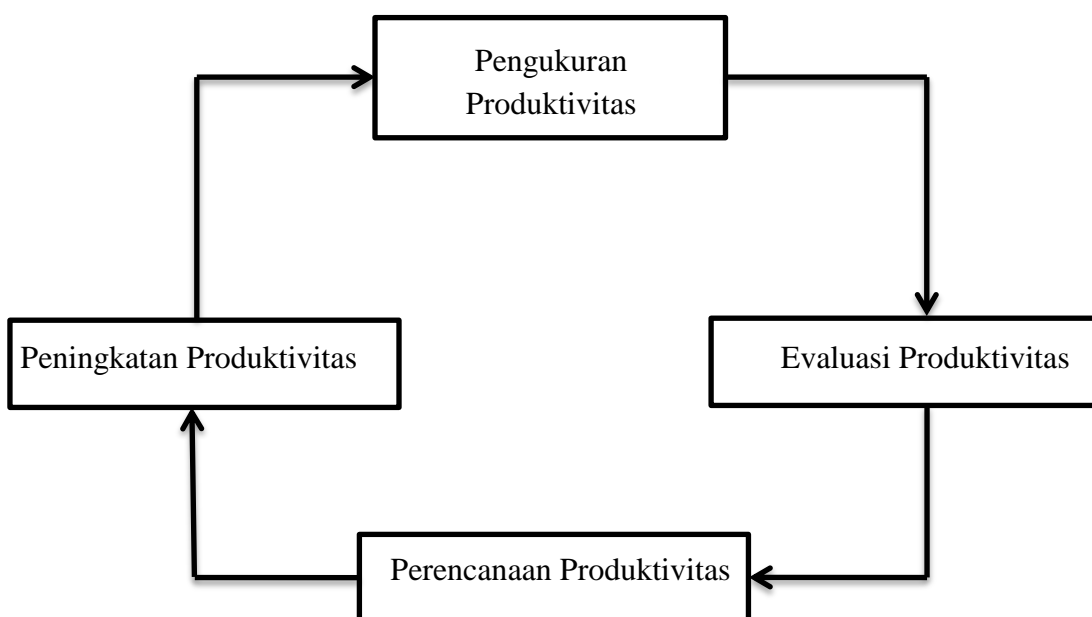 Pengukuran
Produktivitas
Peningkatan Produktivitas
Evaluasi Produktivitas
Perencanaan Produktivitas